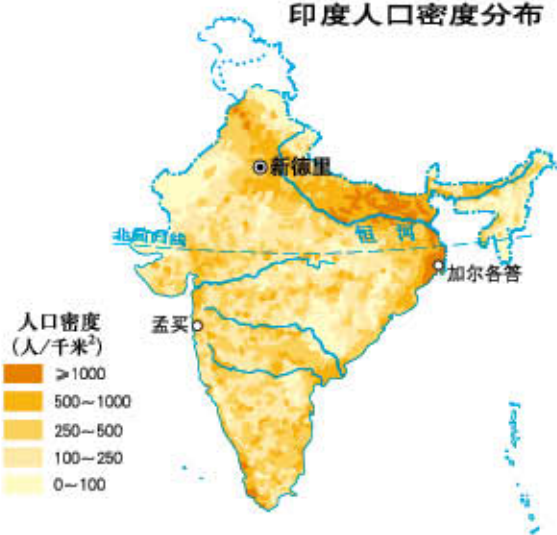 印度人口密度分布
新德里
北回归线
恒 河
加尔各答
孟买
人口密度
(人/千米²)
≥1000
500~1000
250~500
100~250
0~100